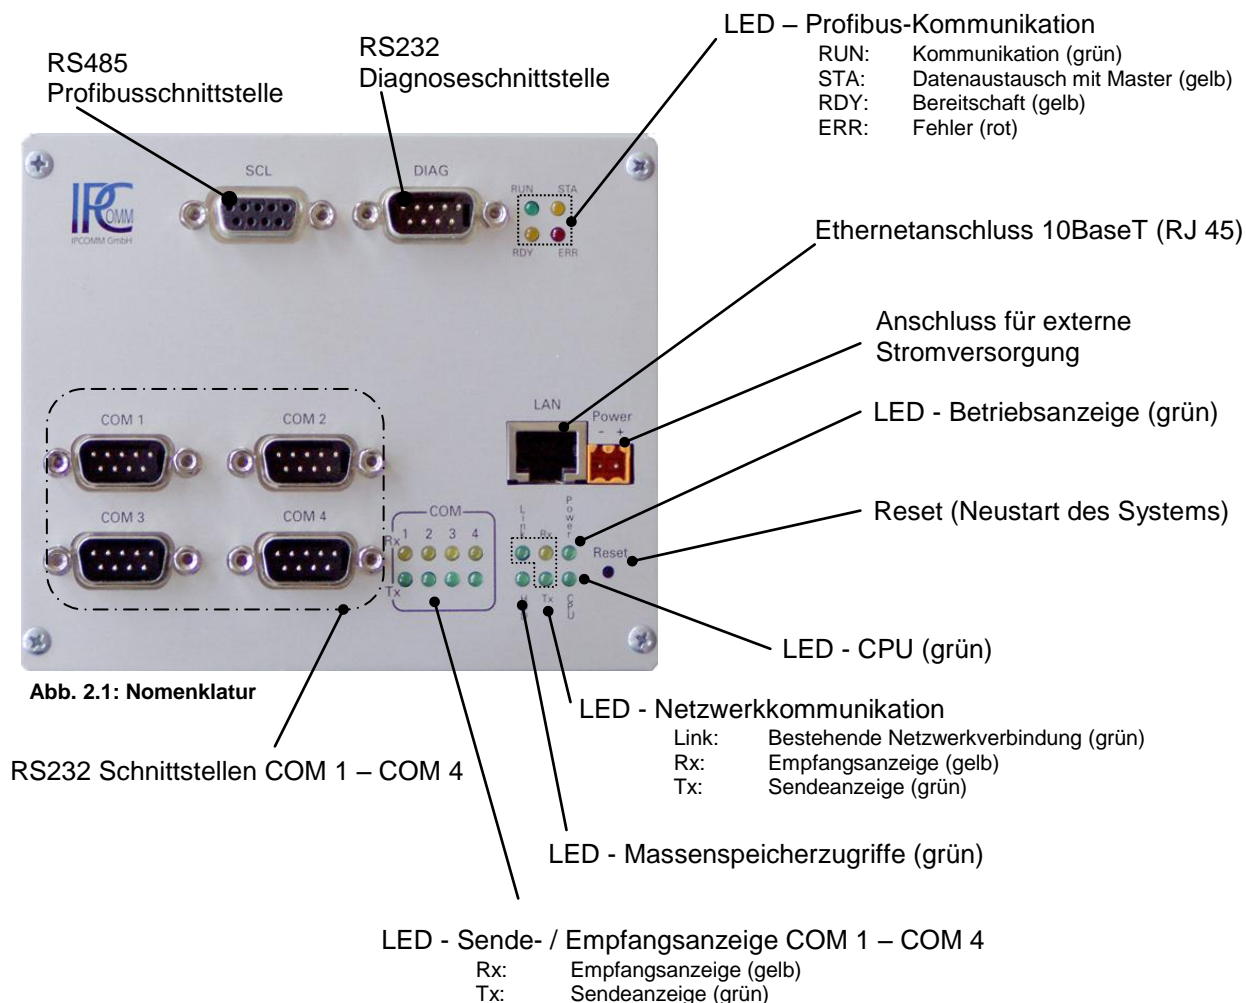 LED – Profibus-Kommunikation
RUN: Kommunikation (grün)
STA: Datenaustausch mit Master (gelb)
RDY: Bereitschaft (gelb)
ERR: Fehler (rot)
RS485
Profibusschnittstelle
RS232
Diagnoseschnittstelle
SCL
DIAG
RUN STA
RDY ERR
IPCOMM
IPCOMM GmbH
Ethernetanschluss 10BaseT (RJ 45)
Anschluss für externe
Stromversorgung
LED - Betriebsanzeige (grün)
Reset (Neustart des Systems)
LED - CPU (grün)
COM 1
COM 2
COM 3
COM 4
LAN
Power
- +
COM
1 2 3 4
Rx
Tx
Link
Rx
Power
Reset
Tx
CPU
Abb. 2.1: Nomenklatur
LED - Netzwerkkommunikation
Link: Bestehende Netzwerkverbindung (grün)
Rx: Empfangsanzeige (gelb)
Tx: Sendeanzeige (grün)
RS232 Schnittstellen COM 1 – COM 4
LED - Massenspeicherzugriffe (grün)
LED - Sende- / Empfangsanzeige COM 1 – COM 4
Rx: Empfangsanzeige (gelb)
Tx: Sendeanzeige (grün)